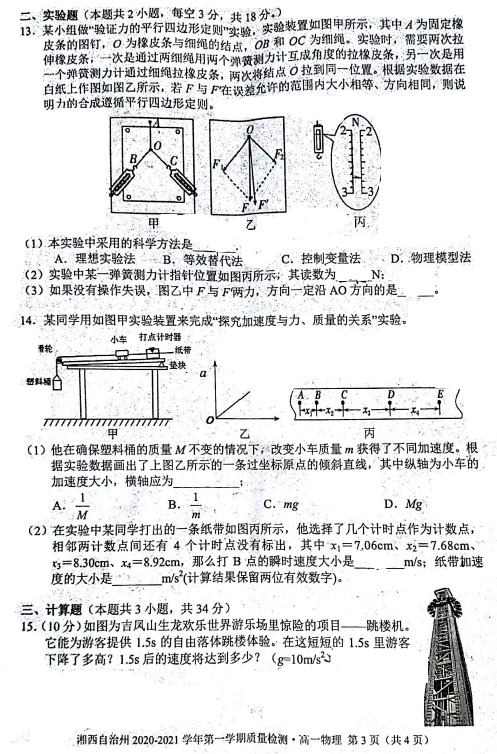 二、实验题（本题共2小题，每空3分，共18分。）
13．某小组做“验证力的平行四边形定则”实验，实验装置如图甲所示，其中A为固定橡
皮条的图钉，O为橡皮条与细绳的结点，OB和OC为细绳。实验时，需要两次拉
伸橡皮条，一次是通过两细绳用两个弹簧测力计互成角度的拉橡皮条，另一次是用
一个弹簧测力计通过细绳拉橡皮条，两次将结点O拉到同一位置。根据实验数据在
白纸上作图如图乙所示，若F与F'在误差允许的范围内大小相等、方向相同，则说
明力的合成遵循平行四边形定则。
A
O
B
C
甲
O
F₁
F₂
F
F'
乙
N
2
2
3
3
丙
（1）本实验中采用的科学方法是
A．理想实验法 B．等效替代法 C．控制变量法 D．物理模型法
（2）实验中某一弹簧测力计指针位置如图丙所示，其读数为____N；
（3）如果没有操作失误，图乙中F与F'两力，方向一定沿AO方向的是____。
14．某同学用如图甲实验装置来完成“探究加速度与力、质量的关系”实验。
小车 打点计时器
滑轮
纸带
垫块
塑料桶
甲
a
O
乙
A B C D E
x₁ x₂ x₃ x₄
丙
（1）他在确保塑料桶的质量M不变的情况下，改变小车质量m获得了不同加速度。根
据实验数据画出了上图乙所示的一条过坐标原点的倾斜直线，其中纵轴为小车的
加速度大小，横轴应为________；
A．1/M B．1/m C．mg D．Mg
（2）在实验中某同学打出的一条纸带如图丙所示，他选择了几个计时点作为计数点，
相邻两计数点间还有4个计时点没有标出，其中x₁=7.06cm、x₂=7.68cm、
x₃=8.30cm、x₄=8.92cm，那么打B点的瞬时速度大小是______m/s；纸带加速
度的大小是______m/s²(计算结果保留两位有效数字)。
三、计算题（本题共3小题，共34分）
15.（10分）如图为吉凤山生龙欢乐世界游乐场里惊险的项目——跳楼机。
它能为游客提供1.5s的自由落体跳楼体验。在这短短的1.5s里游客
下降了多高？1.5s后的速度将达到多少？（g=10m/s²）
湘西自治州2020-2021学年第一学期质量检测·高一物理 第3页（共4页）